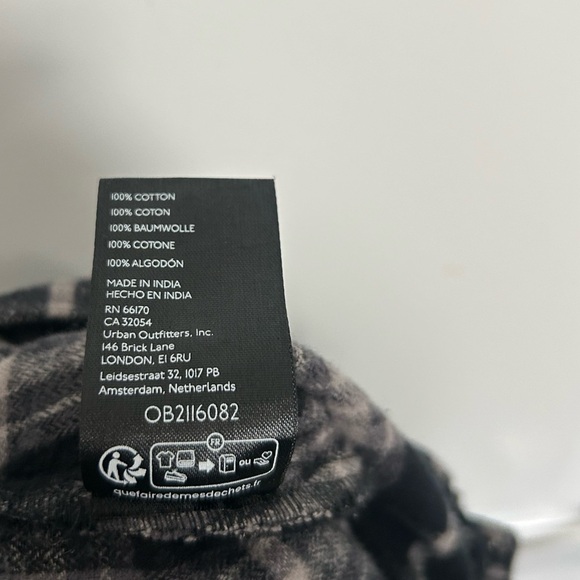 100% COTTON
100% COTON
100% BAUMWOLLE
100% COTONE
100% ALGODÓN
MADE IN INDIA
HECHO EN INDIA
RN 66170
CA 32054
Urban Outfitters, Inc.
146 Brick Lane
LONDON, E1 6RU
Leidsestraat 32, 1017 PB
Amsterdam, Netherlands
OB2116082
FR
ou
quefairedemesdechets.fr